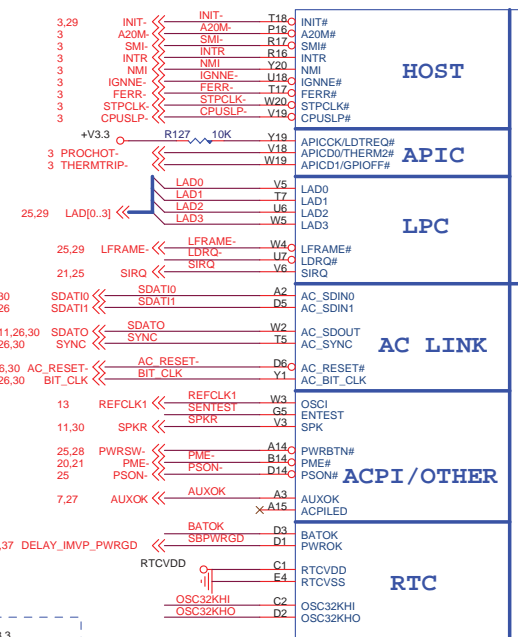 3,29 INIT- INIT- T18 INIT#
3 A20M- A20M- P16 A20M#
3 SMI- SMI- R17 SMI#
3 INTR INTR R16 INTR
3 NMI NMI Y20 NMI
3 IGNNE- IGNNE- U18 IGNNE#
3 FERR- FERR- T17 FERR#
3 STPCLK- STPCLK- W20 STPCLK#
3 CPUSLP- CPUSLP- V19 CPUSLP#
HOST
+V3.3 R127 10K Y19 APICCK/LDTREQ#
3 PROCHOT- V18 APICD0/THERM2#
3 THERMTRIP- W19 APICD1/GPIOFF#
APIC
LAD0 V5 LAD0
LAD1 T7 LAD1
25,29 LAD[0..3] LAD2 U6 LAD2
LAD3 W5 LAD3
25,29 LFRAME- LFRAME- W4 LFRAME#
LDRQ- U7 LDRQ#
21,25 SIRQ SIRQ V6 SIRQ
LPC
30 SDATI0 SDATI0 A2 AC_SDIN0
26 SDATI1 SDATI1 D5 AC_SDIN1
11,26,30 SDATO SDATO W2 AC_SDOUT
26,30 SYNC SYNC T5 AC_SYNC
6,30 AC_RESET- AC_RESET- D6 AC_RESET#
26,30 BIT_CLK BIT_CLK Y1 AC_BIT_CLK
AC LINK
13 REFCLK1 REFCLK1 W3 OSCI
SENTEST G5 ENTEST
11,30 SPKR SPKR V3 SPK
25,28 PWRSW- A14 PWRBTN#
20,21 PME- PME- B14 PME#
25 PSON- PSON- D14 PSON#
7,27 AUXOK AUXOK A3 AUXOK
A15 ACPILED
ACPI/OTHER
BATOK D3 BATOK
,37 DELAY_IMVP_PWRGD SBPWRGD D1 PWROK
RTCVDD C1 RTCVDD
E4 RTCVSS
OSC32KHI C2 OSC32KHI
OSC32KHO D2 OSC32KHO
RTC